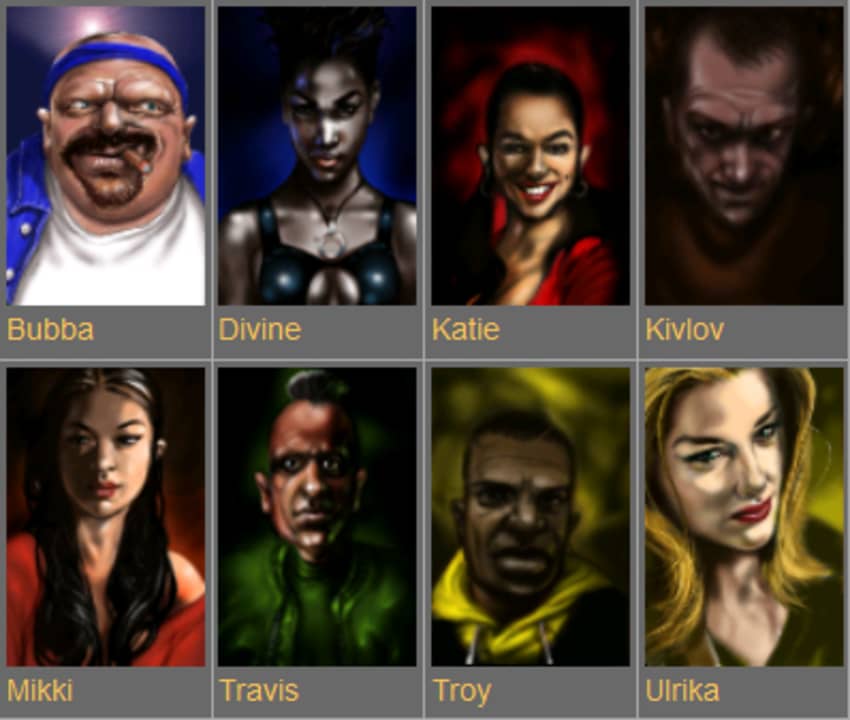 Bubba
Divine
Katie
Kivlov
Mikki
Travis
Troy
Ulrika